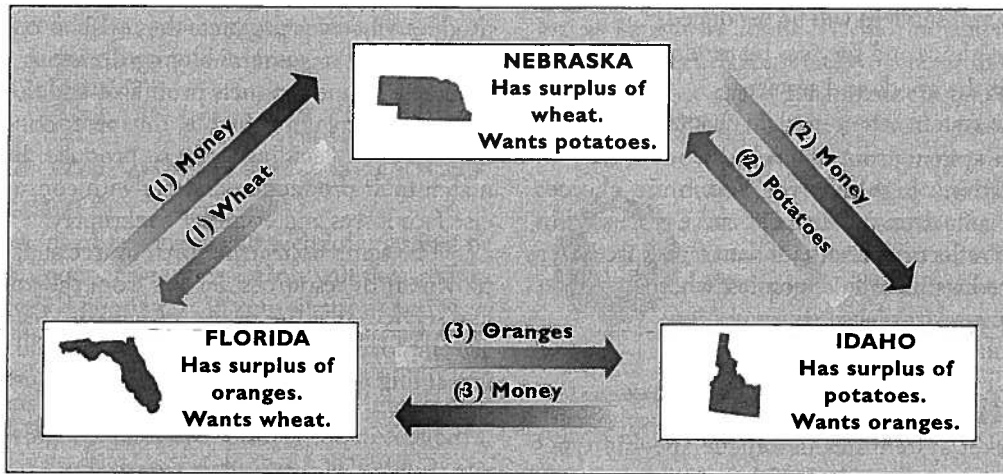 NEBRASKA
Has surplus of
wheat.
Wants potatoes.
(1) Money
(1) Wheat
(2) Money
(2) Potatoes
FLORIDA
Has surplus of
oranges.
Wants wheat.
(3) Oranges
(3) Money
IDAHO
Has surplus of
potatoes.
Wants oranges.